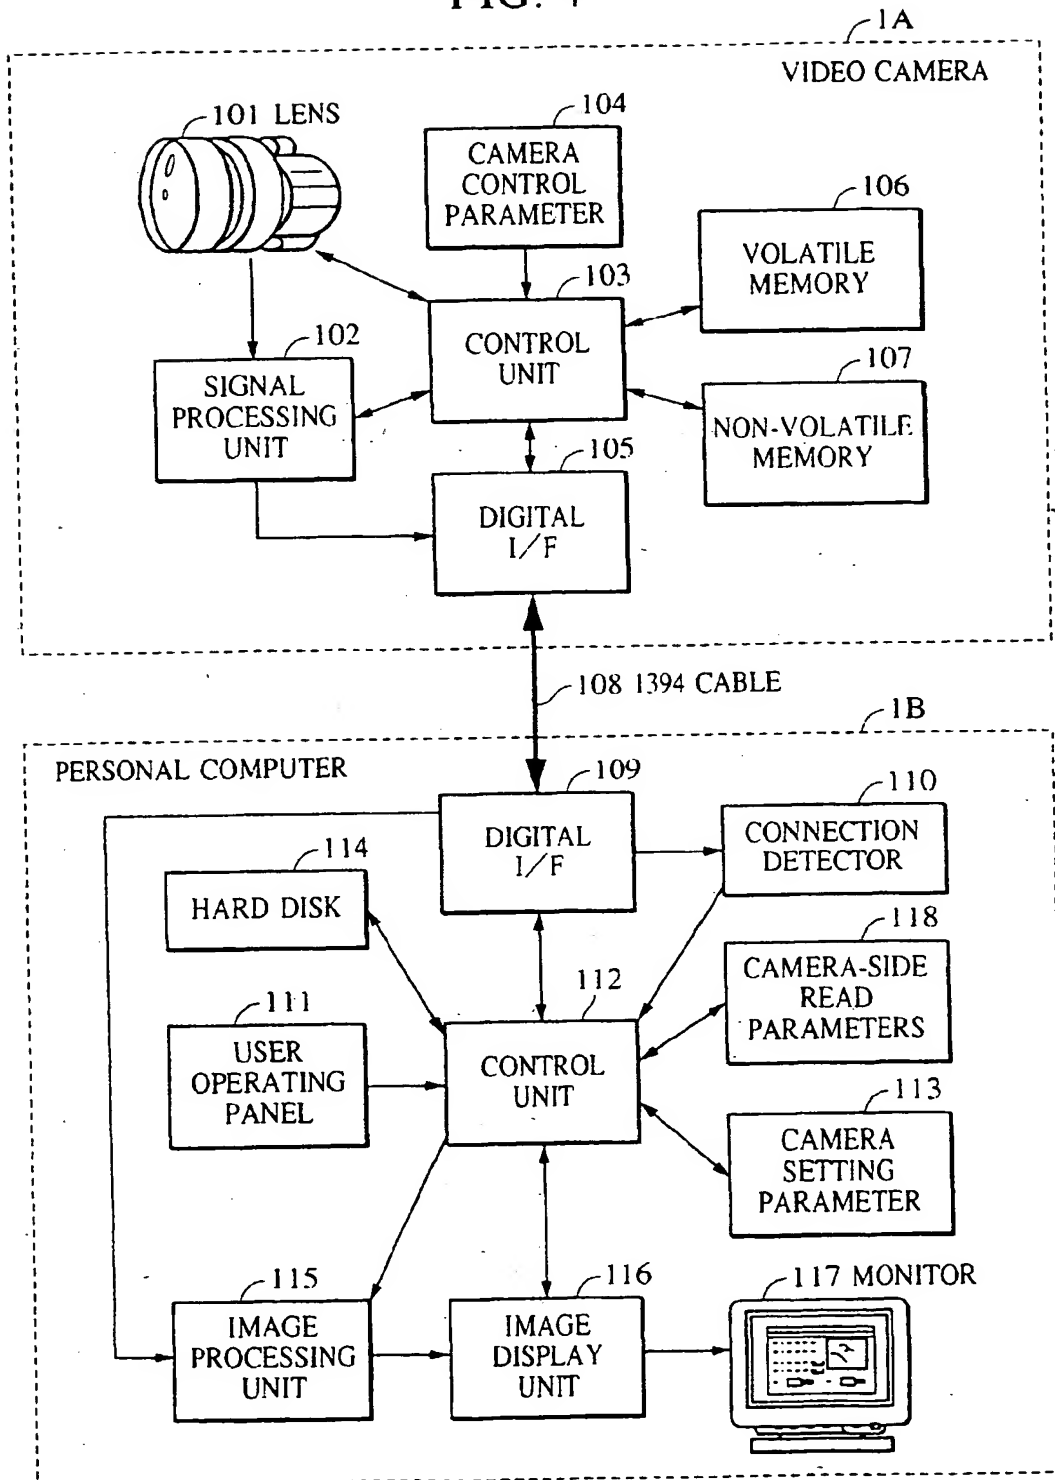 FIG.
1A
VIDEO CAMERA
101 LENS
104
CAMERA
CONTROL
PARAMETER
106
VOLATILE
MEMORY
103
CONTROL
UNIT
102
SIGNAL
PROCESSING
UNIT
107
NON-VOLATILE
MEMORY
105
DIGITAL
I/F
108 1394 CABLE
1B
PERSONAL COMPUTER
109
DIGITAL
I/F
110
CONNECTION
DETECTOR
114
HARD DISK
118
CAMERA-SIDE
READ
PARAMETERS
112
CONTROL
UNIT
111
USER
OPERATING
PANEL
113
CAMERA
SETTING
PARAMETER
115
IMAGE
PROCESSING
UNIT
116
IMAGE
DISPLAY
UNIT
117 MONITOR